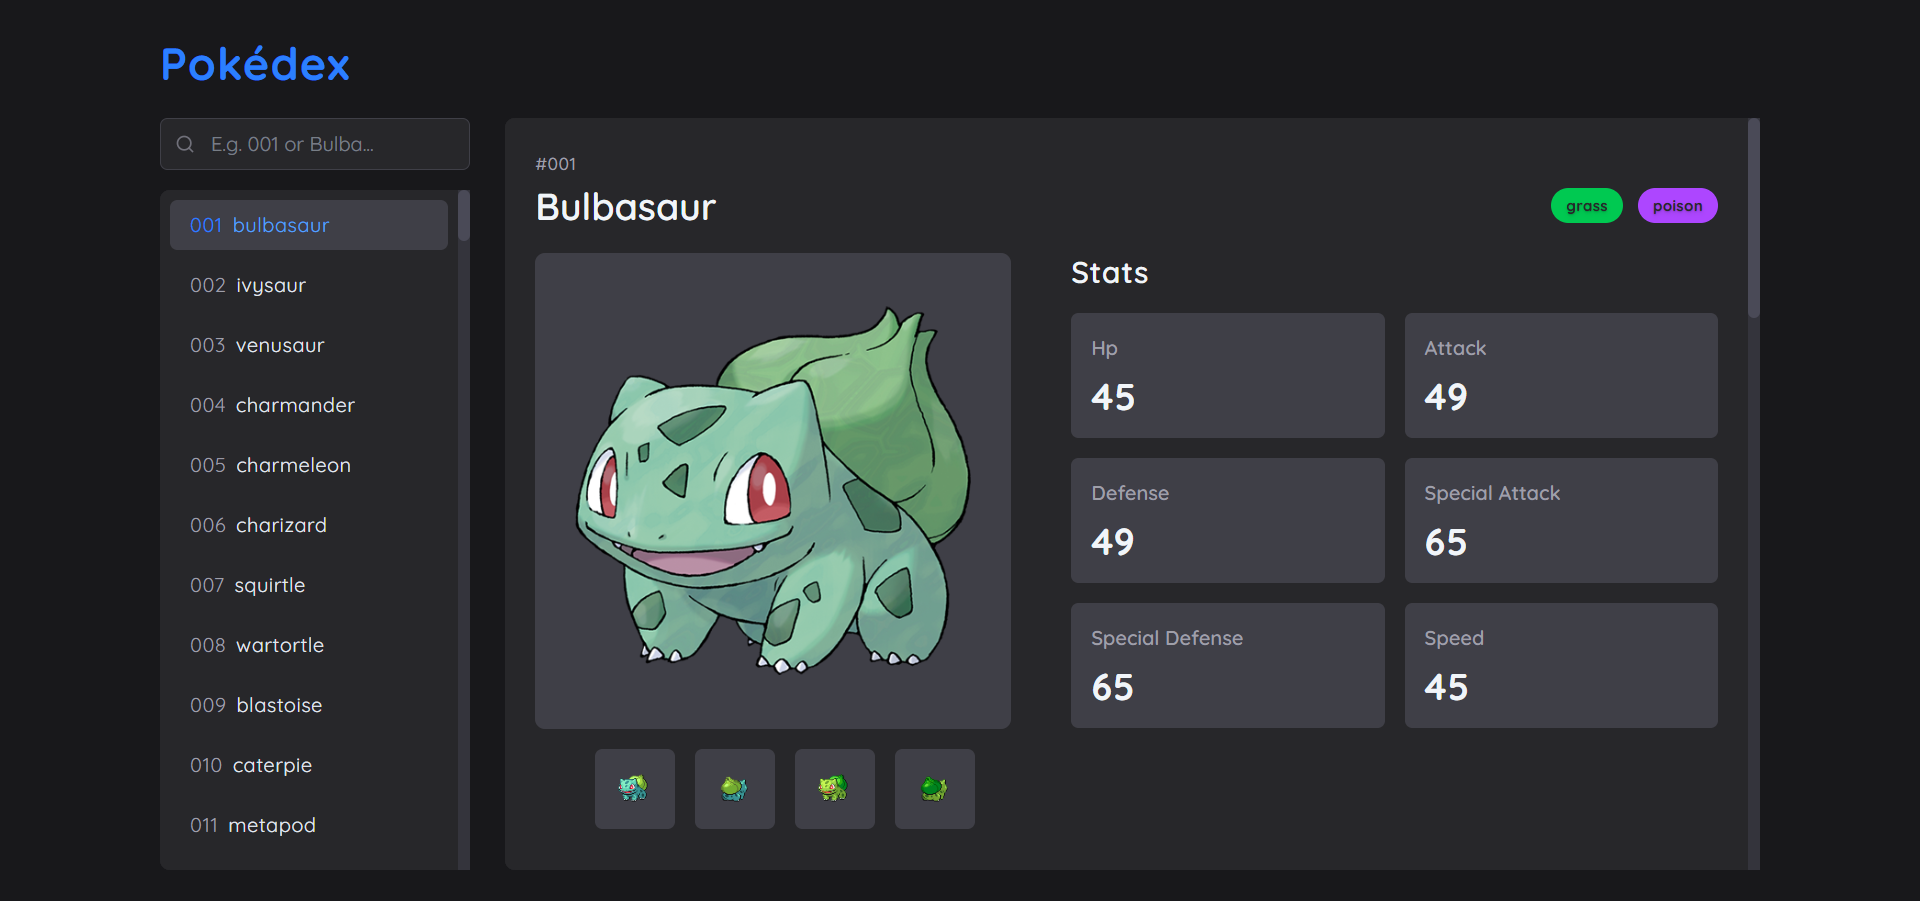 Pokédex
E.g. 001 or Bulba...
001 bulbasaur
002 ivysaur
003 venusaur
004 charmander
005 charmeleon
006 charizard
007 squirtle
008 wartortle
009 blastoise
010 caterpie
011 metapod
#001
Bulbasaur
grass poison
Stats
Hp
45
Attack
49
Defense
49
Special Attack
65
Special Defense
65
Speed
45